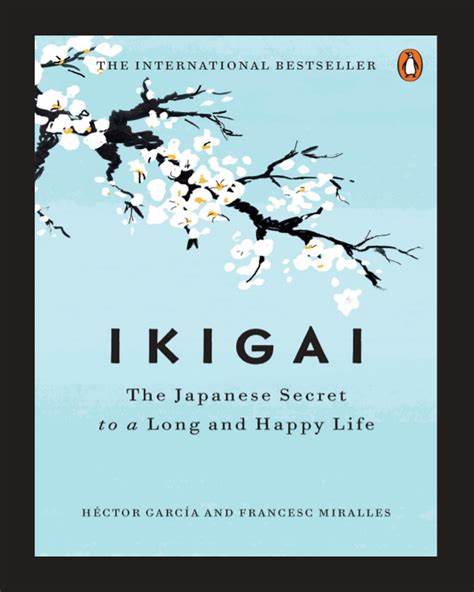 THE INTERNATIONAL BESTSELLER
IKIGAI
The Japanese Secret
to a Long and Happy Life
HÉCTOR GARCÍA AND FRANCESC MIRALLES